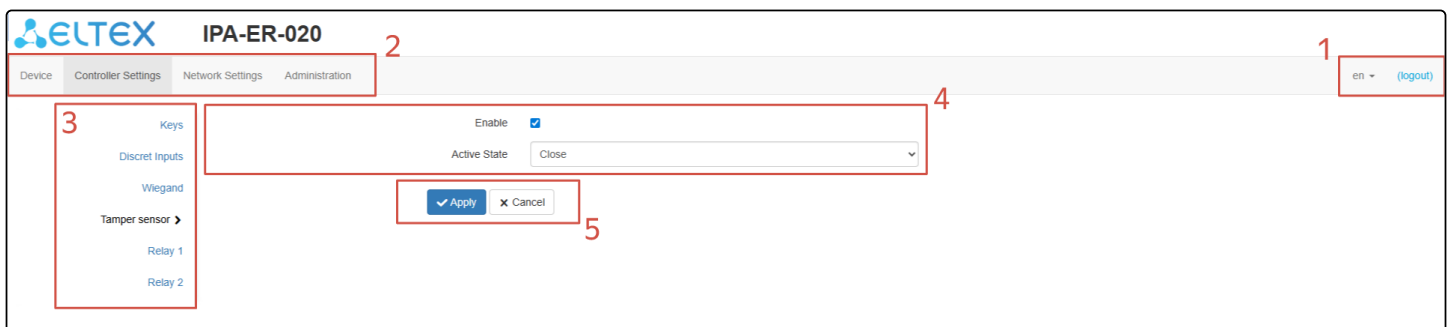 ELTEX IPA-ER-020
2
1
Device Controller Settings Network Settings Administration en (logout)
3
4
Keys
Enable
Discret Inputs
Active State Close
Wiegand
Apply Cancel
5
Tamper sensor
Relay 1
Relay 2